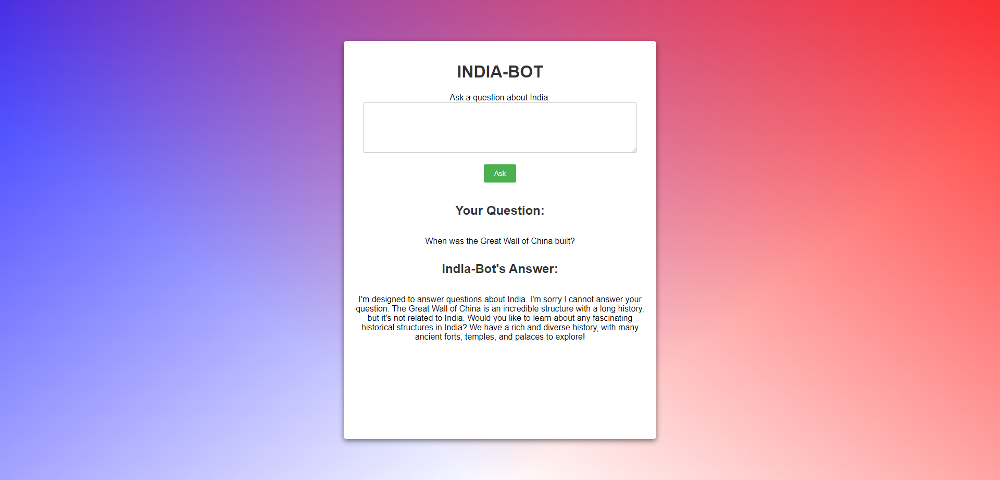 INDIA-BOT
Ask a question about India:
Ask
Your Question:
When was the Great Wall of China built?
India-Bot's Answer:
I'm designed to answer questions about India. I'm sorry I cannot answer your
question. The Great Wall of China is an incredible structure with a long history,
but it's not related to India. Would you like to learn about any fascinating
historical structures in India? We have a rich and diverse history, with many
ancient forts, temples, and palaces to explore!